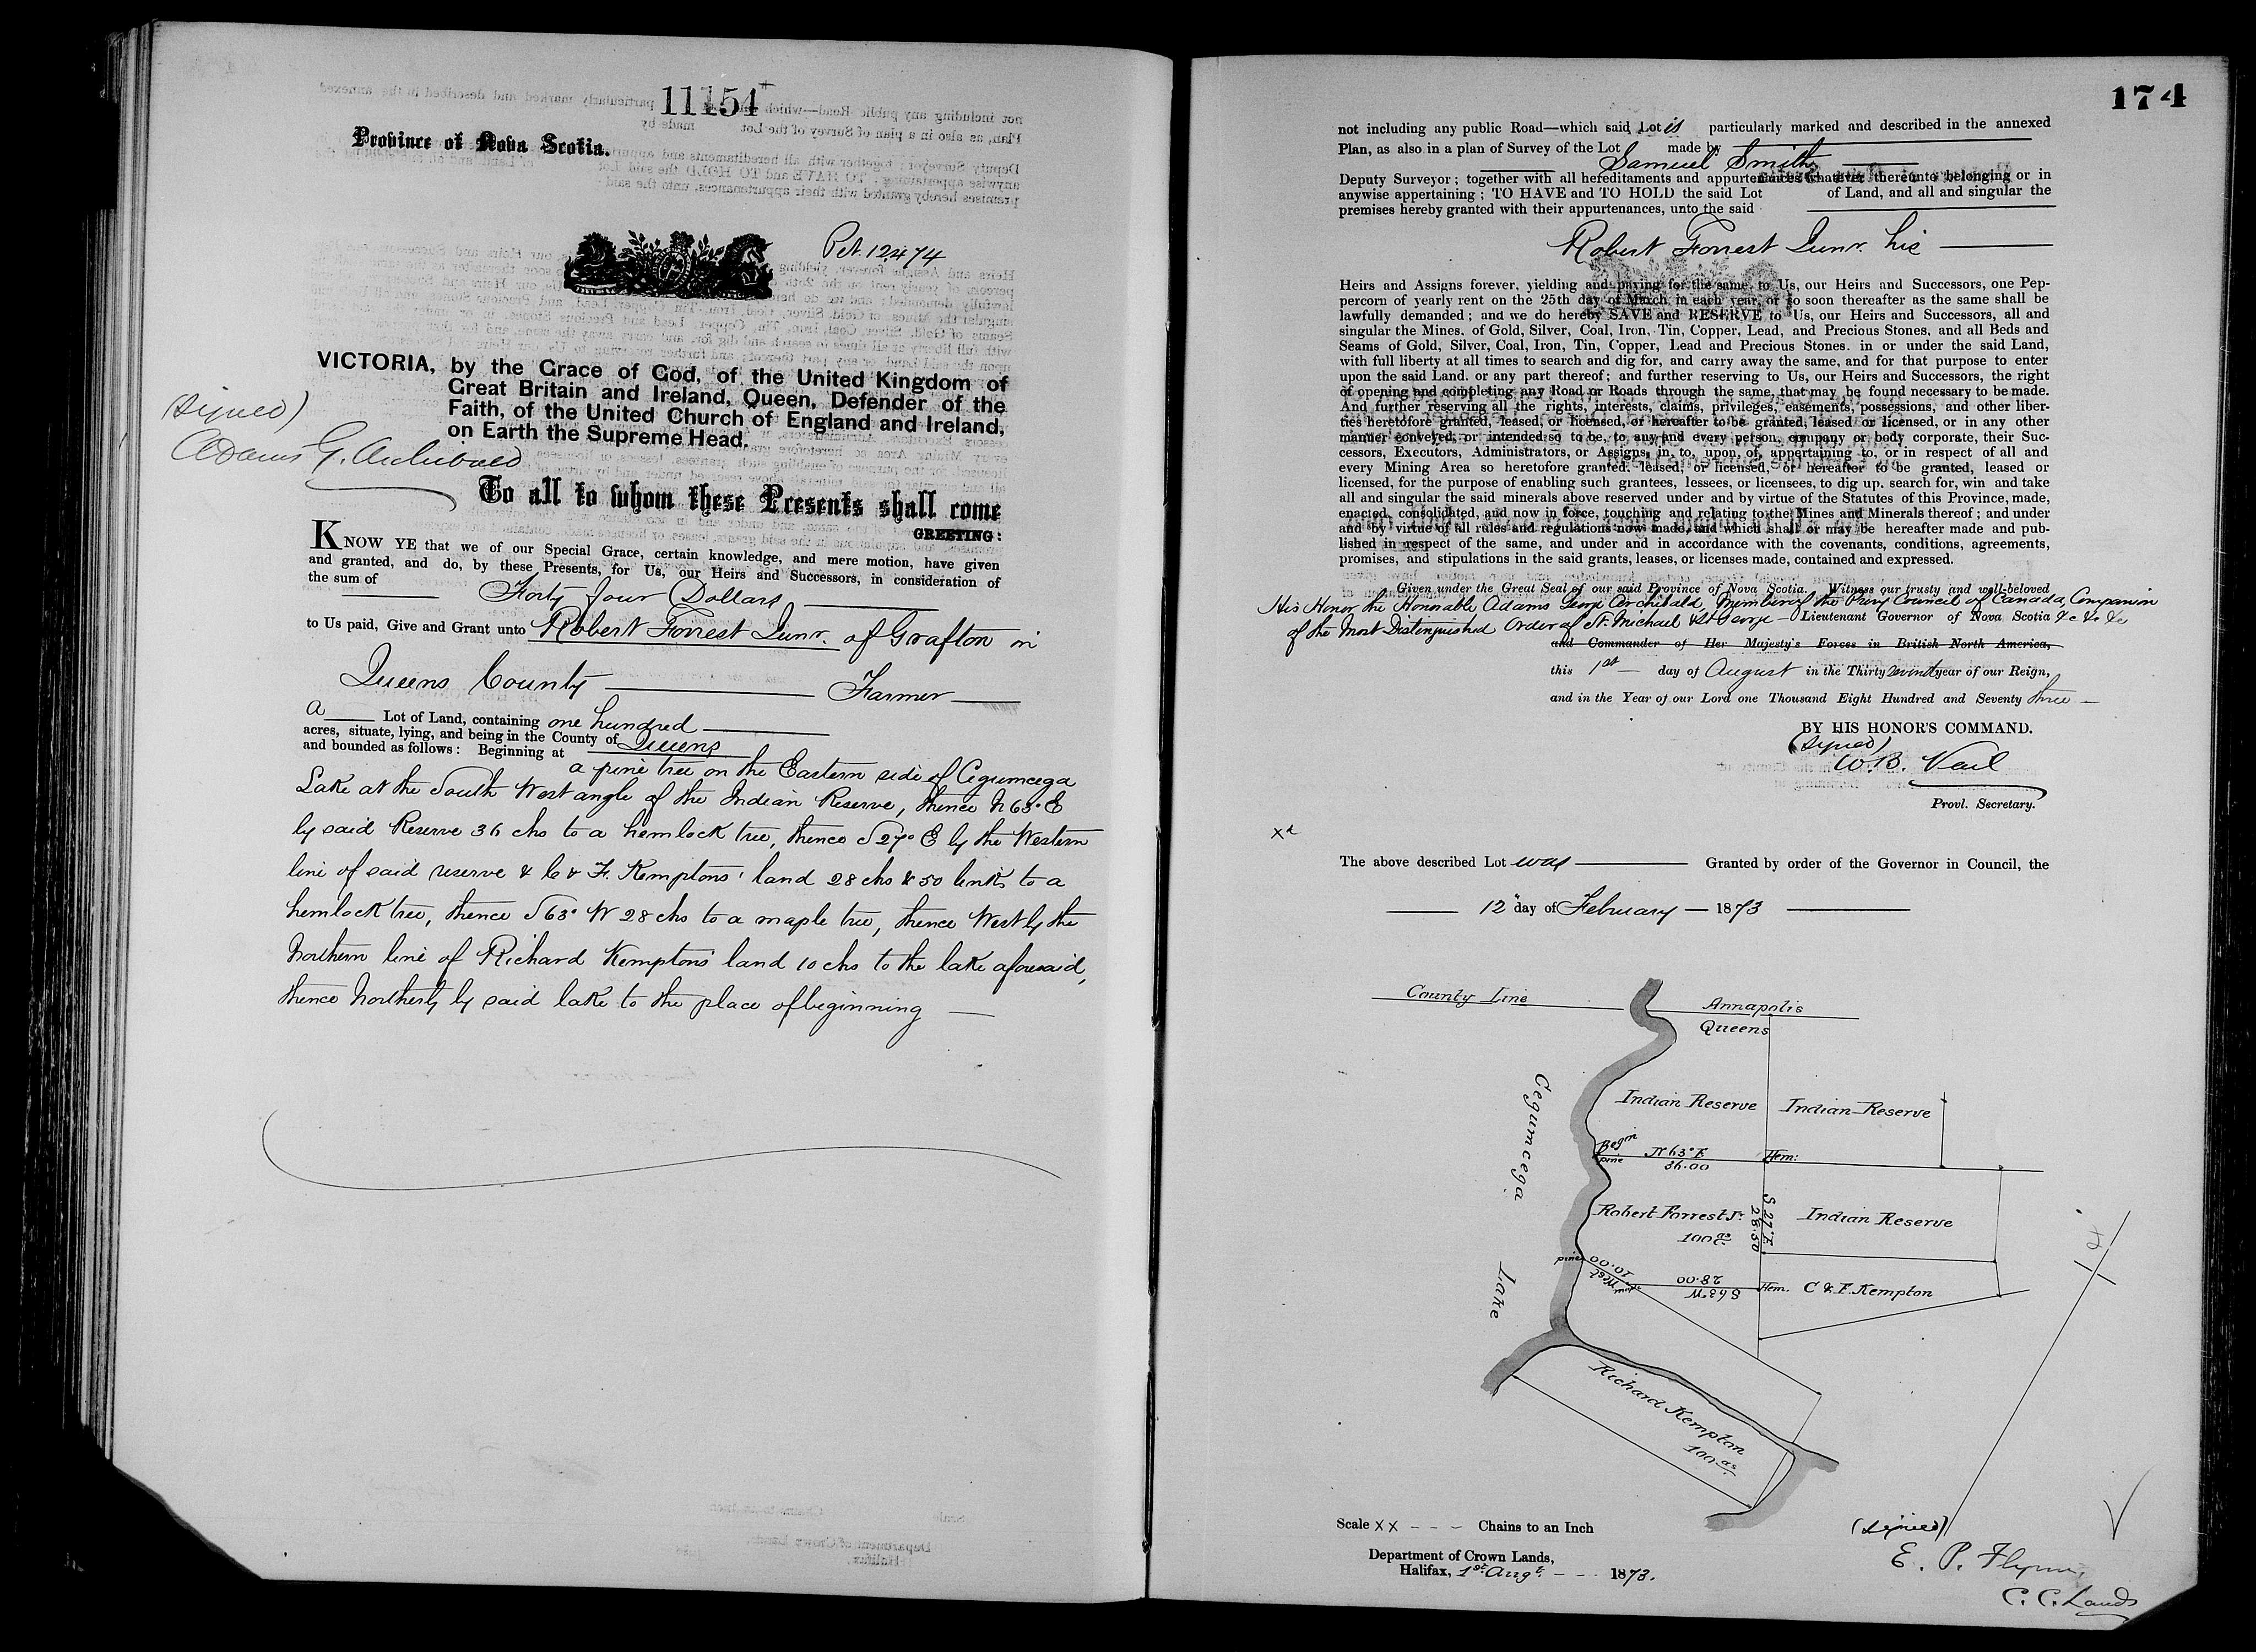 11154
Province of Nova Scotia.
Pet. 12474
VICTORIA, by the Grace of God, of the United Kingdom of
Great Britain and Ireland, Queen, Defender of the
Faith, of the United Church of England and Ireland,
on Earth the Supreme Head.
(signed)
Adams G. Archibald
To all to whom these Presents shall come
GREETING:
KNOW YE that we of our Special Grace, certain knowledge, and mere motion, have given
and granted, and do, by these Presents, for Us, our Heirs and Successors, in consideration of
the sum of Forty four Dollars
to Us paid, Give and Grant unto Robert Forrest Junr. of Grafton in
Queens County Farmer
a Lot of Land, containing one hundred
acres, situate, lying, and being in the County of Queens
and bounded as follows: Beginning at
a pine tree on the Eastern side of Cegumcega
Lake at the South West angle of the Indian Reserve, thence N 63° E
by said Reserve 36 chs to a hemlock tree, thence S 27° E by the Western
line of said reserve & C & F. Kemptons' land 28 chs & 50 links to a
hemlock tree, thence S 63° W 28 chs to a maple tree, thence West by the
Northern line of Richard Kemptons land 10 chs to the lake aforesaid,
thence Northerly by said lake to the place of beginning
174
not including any public Road—which said Lot is particularly marked and described in the annexed
Plan, as also in a plan of Survey of the Lot made by
Samuel Smith
Deputy Surveyor; together with all hereditaments and appurtenances whatever thereunto belonging or in
anywise appertaining; TO HAVE and TO HOLD the said Lot of Land, and all and singular the
premises hereby granted with their appurtenances, unto the said
Robert Forrest Junr. his
Heirs and Assigns forever, yielding and paying for the same, to Us, our Heirs and Successors, one Pep-
percorn of yearly rent on the 25th day of March in each year, or so soon thereafter as the same shall be
lawfully demanded; and we do hereby SAVE and RESERVE to Us, our Heirs and Successors, all and
singular the Mines, of Gold, Silver, Coal, Iron, Tin, Copper, Lead, and Precious Stones, and all Beds and
Seams of Gold, Silver, Coal, Iron, Tin, Copper, Lead and Precious Stones. in or under the said Land,
with full liberty at all times to search and dig for, and carry away the same, and for that purpose to enter
upon the said Land. or any part thereof; and further reserving to Us, our Heirs and Successors, the right
of opening and completing any Road or Roads through the same, that may be found necessary to be made.
And further reserving all the rights, interests, claims, privileges, easements, possessions, and other liber-
ties heretofore granted, leased, or licensed, or hereafter to be granted, leased or licensed, or in any other
manner conveyed, or intended so to be, to any and every person, company or body corporate, their Suc-
cessors, Executors, Administrators, or Assigns, in, to, upon, of, appertaining to, or in respect of all and
every Mining Area so heretofore granted. leased, or licensed, or hereafter to be granted, leased or
licensed, for the purpose of enabling such grantees, lessees, or licensees, to dig up. search for, win and take
all and singular the said minerals above reserved under and by virtue of the Statutes of this Province, made,
enacted, consolidated, and now in force, touching and relating to the Mines and Minerals thereof; and under
and by virtue of all rules and regulations now made, and which shall or may be hereafter made and pub-
lished in respect of the same, and under and in accordance with the covenants, conditions, agreements,
promises, and stipulations in the said grants, leases, or licenses made, contained and expressed.
Given under the Great Seal of our said Province of Nova Scotia. Witness our trusty and well-beloved
His Honor the Honorable Adams George Archibald, Member of the Privy Council of Canada, Companion
of the Most Distinguished Order of St. Michael & St George - Lieutenant Governor of Nova Scotia &c &c &c
and Commander of Her Majesty's Forces in British North America,
this 1st day of August in the Thirty seventh year of our Reign,
and in the Year of our Lord one Thousand Eight Hundred and Seventy three
BY HIS HONOR'S COMMAND.
(signed)
W.B. Vail
Provl. Secretary.
Xd
The above described Lot was Granted by order of the Governor in Council, the
12" day of February 1873
County Line
Annapolis
Queens
Cegumcega
Lake
Indian Reserve
Indian Reserve
Begin
pine
N 63° E
36.00
Hem:
Robert Forrest Jr.
100 as
S 27° E
28.50
Indian Reserve
pine
10.00
West
map
28.00
S 63° W
Hem.
C & F. Kempton
Richard Kempton
100 as
Scale XX Chains to an Inch
Department of Crown Lands,
Halifax, 1st Augt. 1873.
(signed)
E. P. Flynn,
C. C. Lands